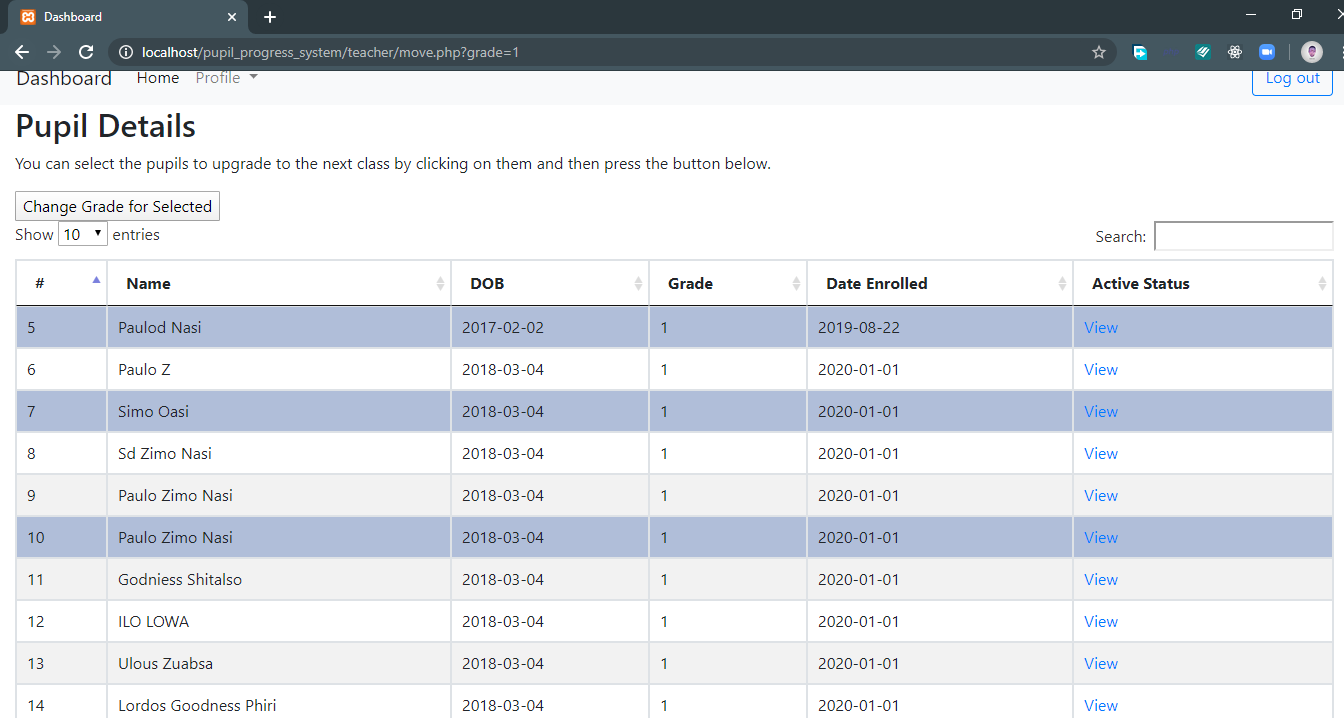 Dashboard
localhost/pupil_progress_system/teacher/move.php?grade=1
Dashboard Home Profile Log out
Pupil Details
You can select the pupils to upgrade to the next class by clicking on them and then press the button below.
Change Grade for Selected
Show 10 entries Search:
# Name DOB Grade Date Enrolled Active Status
5 Paulod Nasi 2017-02-02 1 2019-08-22 View
6 Paulo Z 2018-03-04 1 2020-01-01 View
7 Simo Oasi 2018-03-04 1 2020-01-01 View
8 Sd Zimo Nasi 2018-03-04 1 2020-01-01 View
9 Paulo Zimo Nasi 2018-03-04 1 2020-01-01 View
10 Paulo Zimo Nasi 2018-03-04 1 2020-01-01 View
11 Godniess Shitalso 2018-03-04 1 2020-01-01 View
12 ILO LOWA 2018-03-04 1 2020-01-01 View
13 Ulous Zuabsa 2018-03-04 1 2020-01-01 View
14 Lordos Goodness Phiri 2018-03-04 1 2020-01-01 View